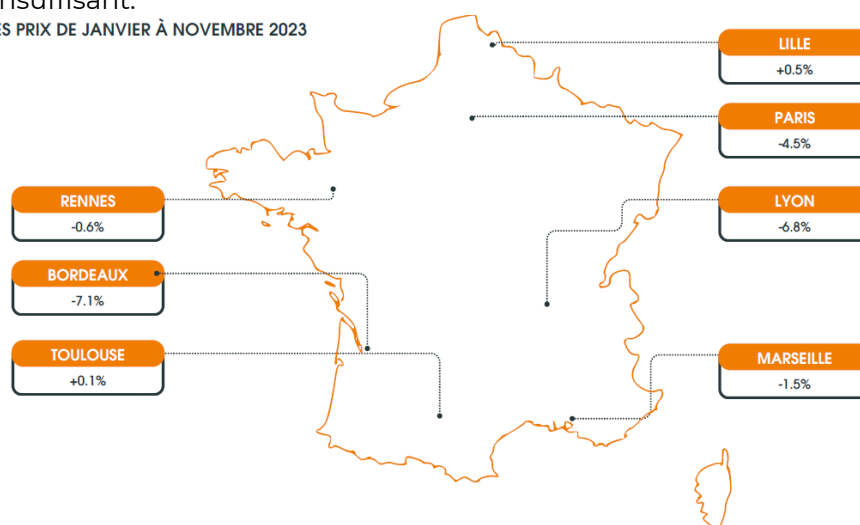 nsuffisant.
ES PRIX DE JANVIER À NOVEMBRE 2023
LILLE
+0.5%
PARIS
-4.5%
RENNES
-0.6%
LYON
-6.8%
BORDEAUX
-7.1%
TOULOUSE
+0.1%
MARSEILLE
-1.5%